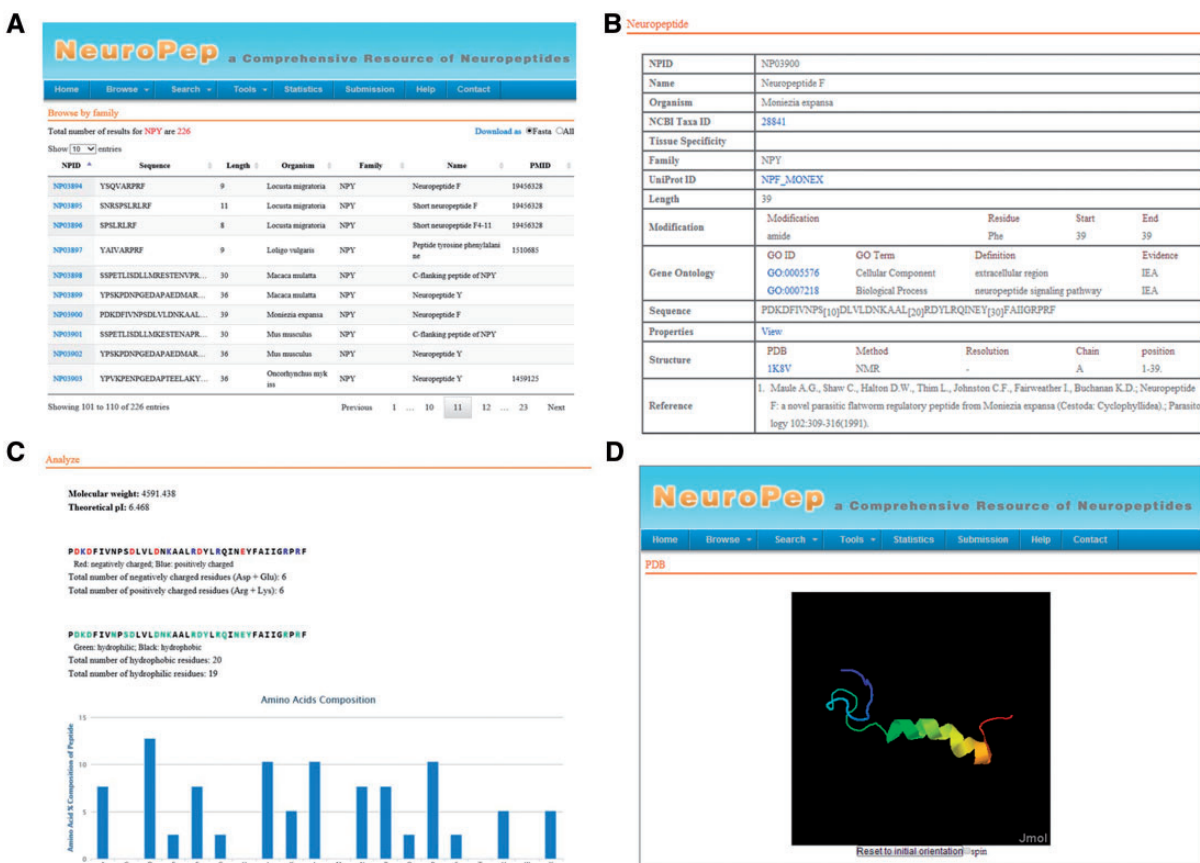 A
NeuroPep a Comprehensive Resource of Neuropeptides
Home Browse Search Tools Statistics Submission Help Contact
Browse by family
Total number of results for NPY are 226 Download as Fasta All
Show 10 entries
NPID Sequence Length Organism Family Name PMID
NP03894 YSQVARPRF 9 Locusta migratoria NPY Neuropeptide F 19456328
NP03895 SNRSPSLRLRF 11 Locusta migratoria NPY Short neuropeptide F 19456328
NP03896 SPSLRLRF 8 Locusta migratoria NPY Short neuropeptide F4-11 19456328
NP03897 YAIVARPRF 9 Loligo vulgaris NPY Peptide tyrosine phenylalani
ne 1510685
NP03898 SSPETLISDLLMRESTENVPR... 30 Macaca mulatta NPY C-flanking peptide of NPY
NP03899 YPSKPDNPGEDAPAEDMAR... 36 Macaca mulatta NPY Neuropeptide Y
NP03900 PDKDFIVNPSDLVLDNKAAL... 39 Moniezia expansa NPY Neuropeptide F
NP03901 SSPETLISDLLMKESTENAPR... 30 Mus musculus NPY C-flanking peptide of NPY
NP03902 YPSKPDNPGEDAPAEDMAR... 36 Mus musculus NPY Neuropeptide Y
NP03903 YPVKPENPGEDAPTEELAKY... 36 Oncorhynchus myk
iss NPY Neuropeptide Y 1459125
Showing 101 to 110 of 226 entries Previous 1 ... 10 11 12 ... 23 Next
B
Neuropeptide
NPID NP03900
Name Neuropeptide F
Organism Moniezia expansa
NCBI Taxa ID 28841
Tissue Specificity
Family NPY
UniProt ID NPF_MONEX
Length 39
Modification
Modification Residue Start End
amide Phe 39 39
Gene Ontology
GO ID GO Term Definition Evidence
GO:0005576 Cellular Component extracellular region IEA
GO:0007218 Biological Process neuropeptide signaling pathway IEA
Sequence PDKDFIVNPS[10]DLVLDNKAAL[20]RDYLRQINEY[30]FAIIGRPRF
Properties View
Structure
PDB Method Resolution Chain position
1K8V NMR - A 1-39.
Reference
1. Maule A.G., Shaw C., Halton D.W., Thim L., Johnston C.F., Fairweather I., Buchanan K.D.; Neuropeptide
F: a novel parasitic flatworm regulatory peptide from Moniezia expansa (Cestoda: Cyclophyllidea).; Parasito
logy 102:309-316(1991).
C
Analyze
Molecular weight: 4591.438
Theoretical pI: 6.468
PDKDFIVNPSDLVLDNKAALRDYLRQINEYFAIIGRPRF
Red: negatively charged; Blue: positively charged
Total number of negatively charged residues (Asp + Glu): 6
Total number of positively charged residues (Arg + Lys): 6
PDKDFIVNPSDLVLDNKAALRDYLRQINEYFAIIGRPRF
Green: hydrophilic; Black: hydrophobic
Total number of hydrophobic residues: 20
Total number of hydrophilic residues: 19
Amino Acids Composition
Amino Acid % Composition of Peptide
15
10
5
0
D
NeuroPep a Comprehensive Resource of Neuropeptides
Home Browse Search Tools Statistics Submission Help Contact
PDB
Jmol
Reset to initial orientation spin